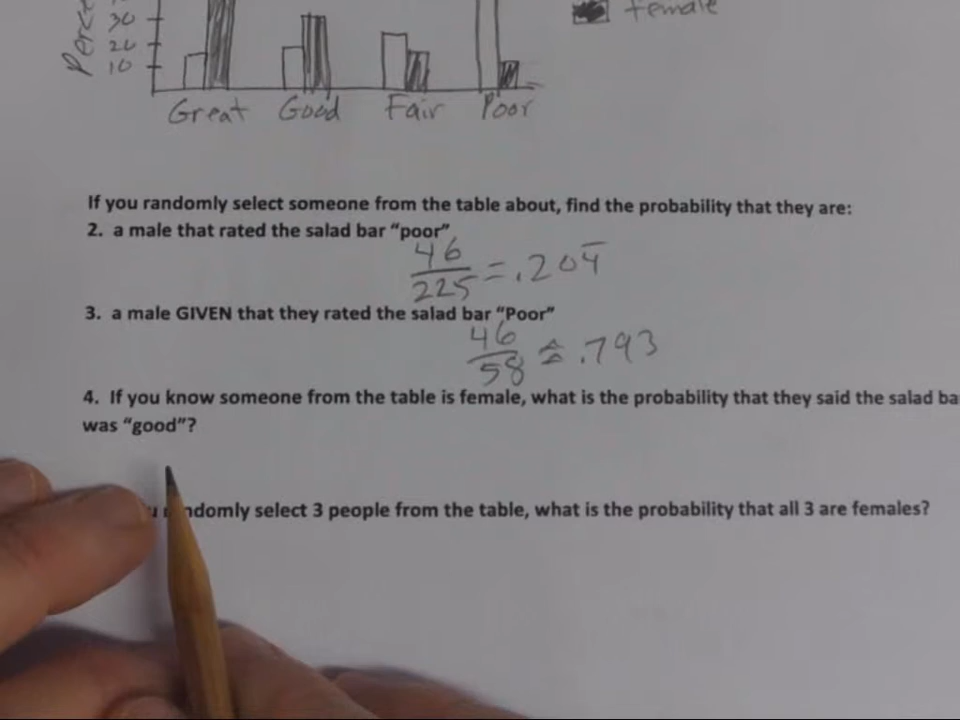 Perc
30
20
10
female
Great Good Fair Poor
If you randomly select someone from the table about, find the probability that they are:
2. a male that rated the salad bar “poor”
46/225 = .204̅
3. a male GIVEN that they rated the salad bar “Poor”
46/58 ≈ .793
4. If you know someone from the table is female, what is the probability that they said the salad ba
was “good”?
select 3 people from the table, what is the probability that all 3 are females?